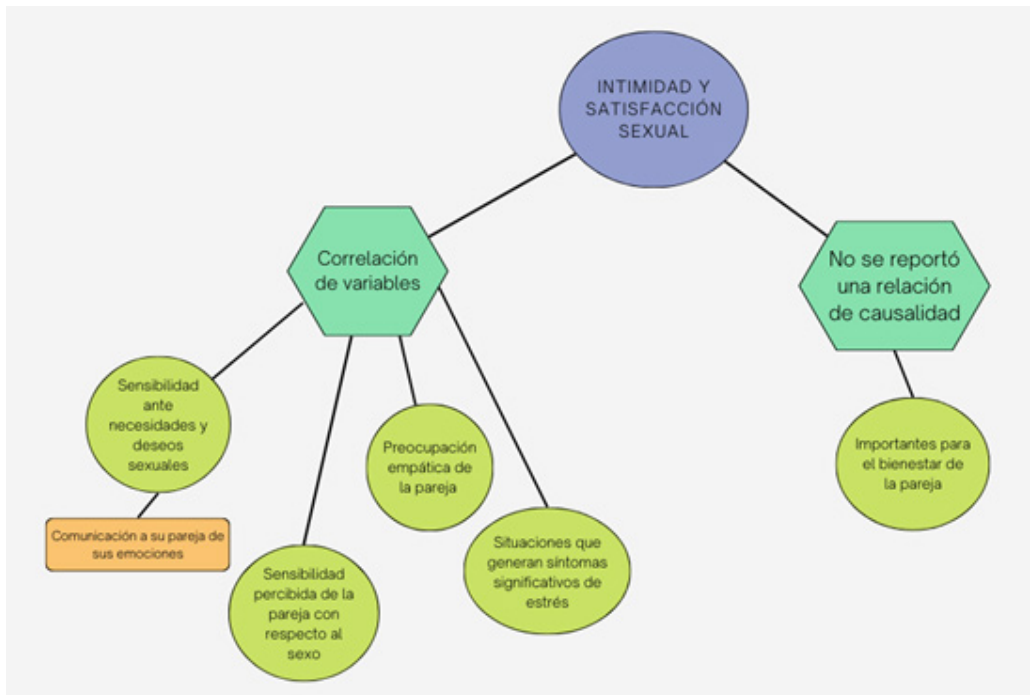 INTIMIDAD Y
SATISFACCIÓN
SEXUAL
Correlación
de variables
No se reportó
una relación
de causalidad
Sensibilidad
ante
necesidades y
deseos
sexuales
Comunicación a su pareja de
sus emociones
Sensibilidad
percibida de la
pareja con
respecto al
sexo
Preocupación
empática de
la pareja
Situaciones que
generan síntomas
significativos de
estrés
Importantes para
el bienestar de
la pareja